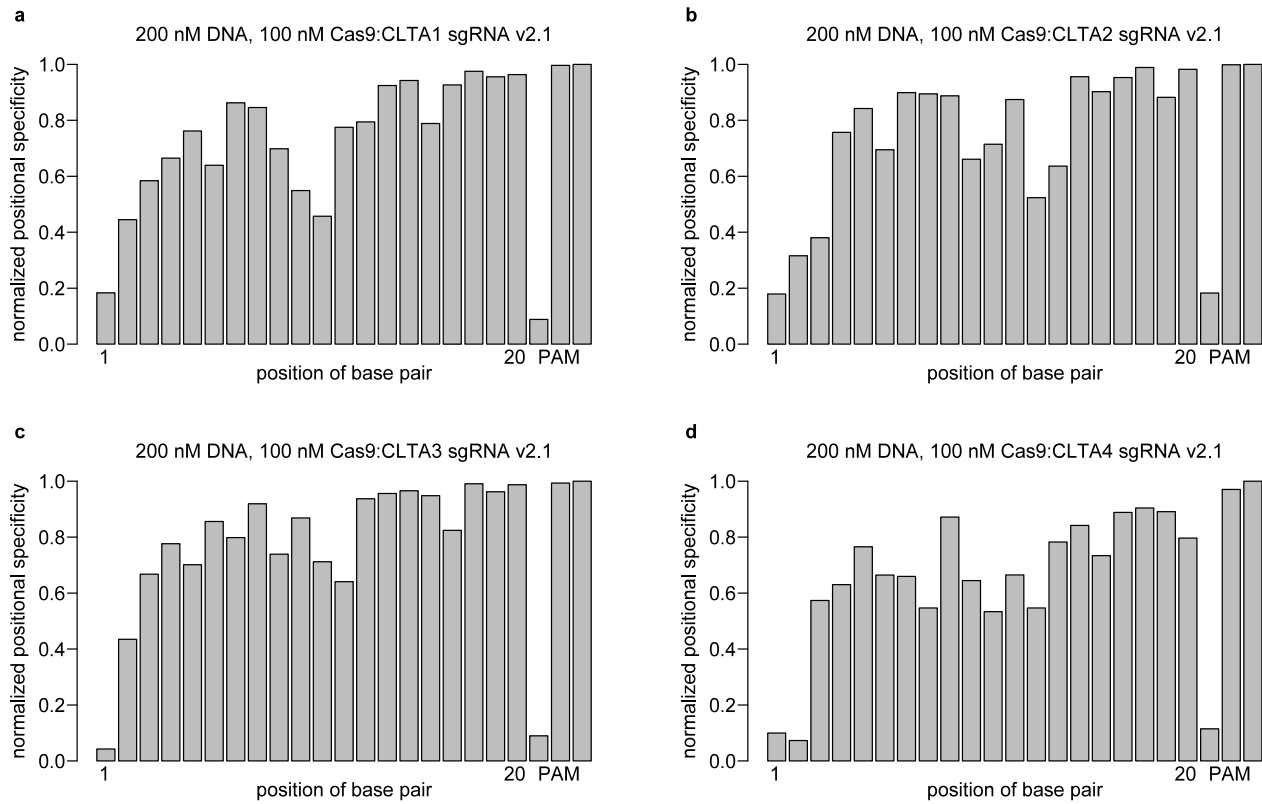 a
200 nM DNA, 100 nM Cas9:CLTA1 sgRNA v2.1
normalized positional specificity
1.0
0.8
0.6
0.4
0.2
0.0
1 20 PAM
position of base pair
b
200 nM DNA, 100 nM Cas9:CLTA2 sgRNA v2.1
normalized positional specificity
1.0
0.8
0.6
0.4
0.2
0.0
1 20 PAM
position of base pair
c
200 nM DNA, 100 nM Cas9:CLTA3 sgRNA v2.1
normalized positional specificity
1.0
0.8
0.6
0.4
0.2
0.0
1 20 PAM
position of base pair
d
200 nM DNA, 100 nM Cas9:CLTA4 sgRNA v2.1
normalized positional specificity
1.0
0.8
0.6
0.4
0.2
0.0
1 20 PAM
position of base pair